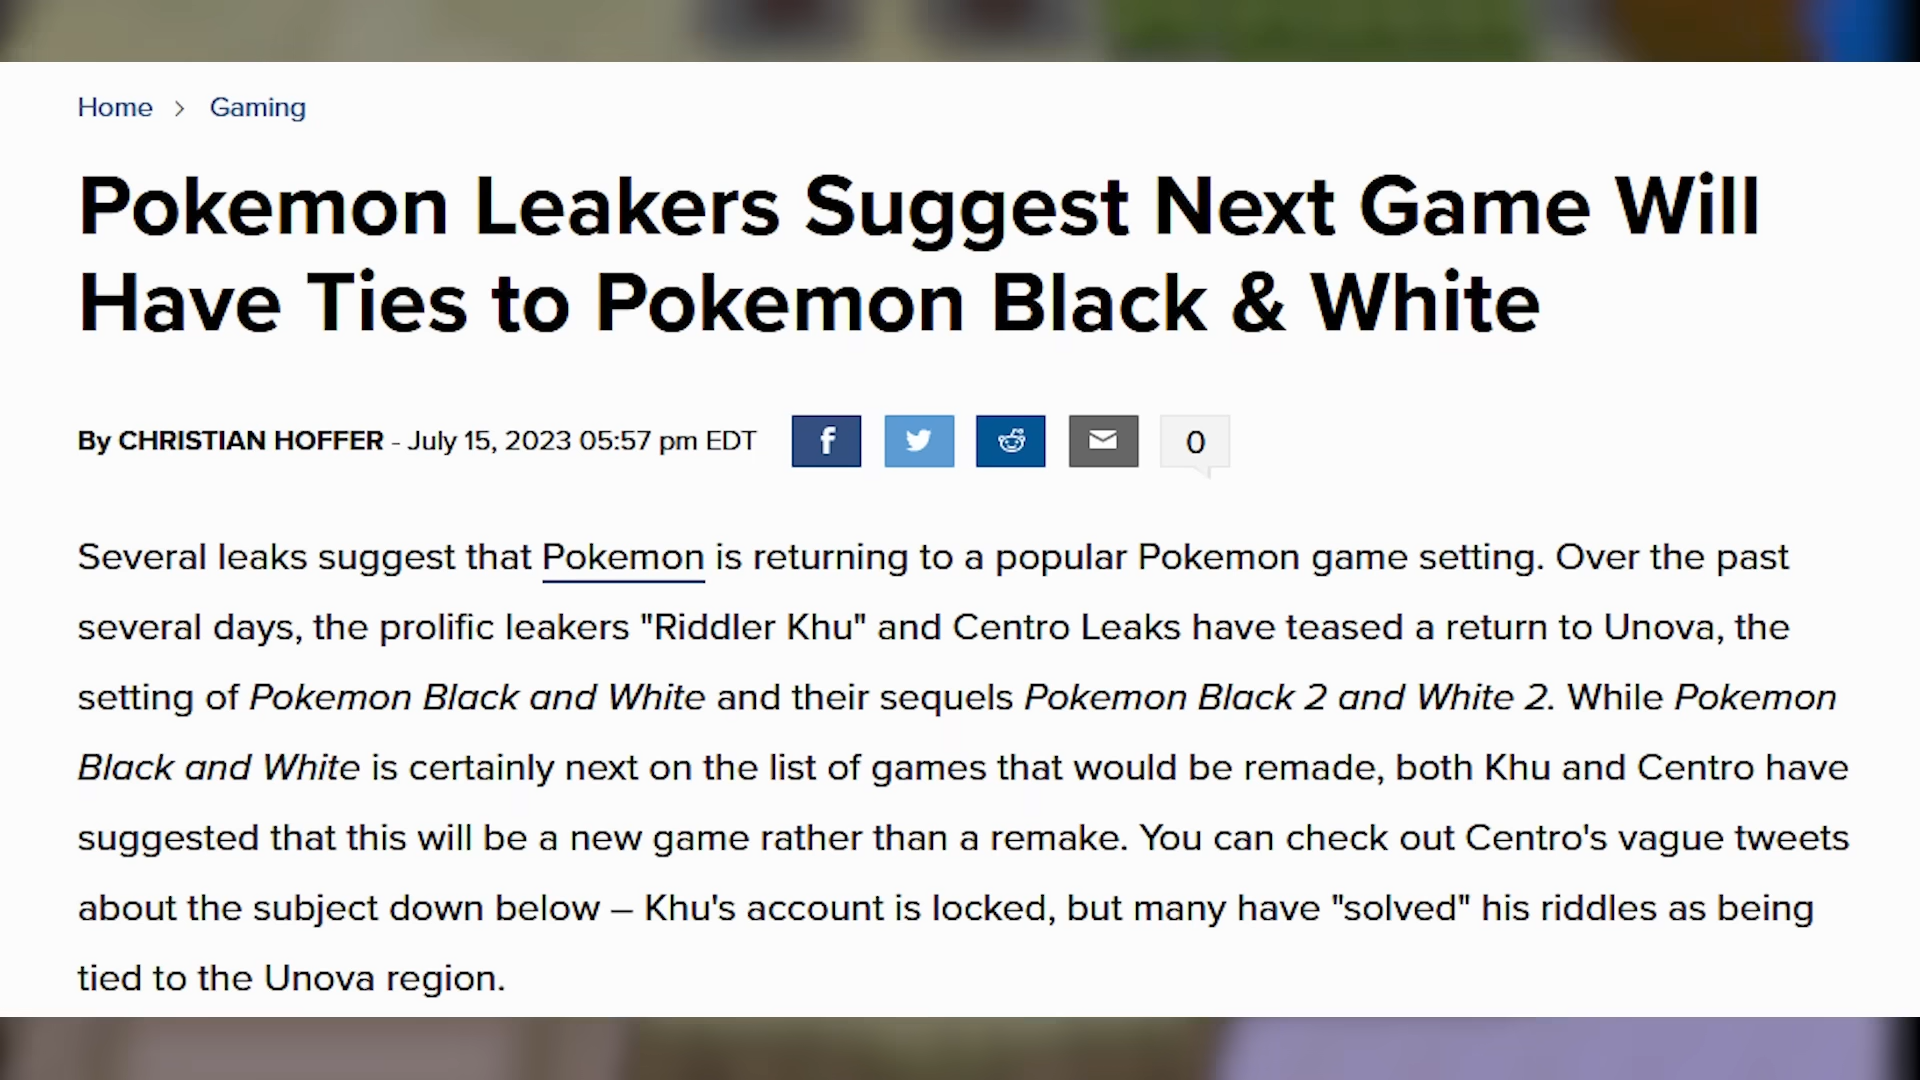 Home > Gaming
Pokemon Leakers Suggest Next Game Will
Have Ties to Pokemon Black & White
By CHRISTIAN HOFFER - July 15, 2023 05:57 pm EDT 0
Several leaks suggest that Pokemon is returning to a popular Pokemon game setting. Over the past
several days, the prolific leakers "Riddler Khu" and Centro Leaks have teased a return to Unova, the
setting of Pokemon Black and White and their sequels Pokemon Black 2 and White 2. While Pokemon
Black and White is certainly next on the list of games that would be remade, both Khu and Centro have
suggested that this will be a new game rather than a remake. You can check out Centro's vague tweets
about the subject down below – Khu's account is locked, but many have "solved" his riddles as being
tied to the Unova region.